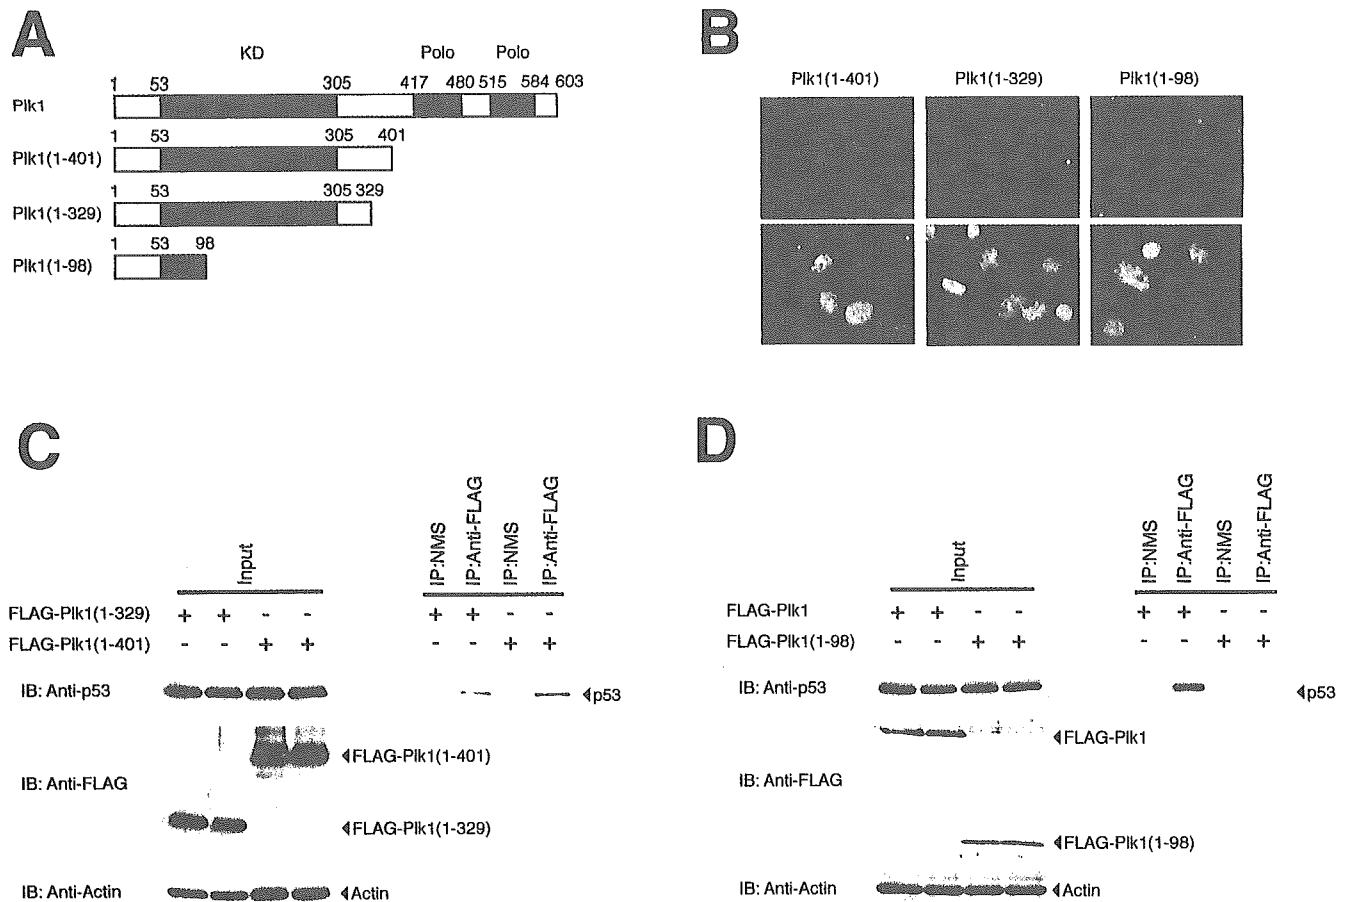 A
KD Polo Polo
1 53 305 417 480 515 584 603
Plk1
1 53 305 401
Plk1(1-401)
1 53 305 329
Plk1(1-329)
1 53 98
Plk1(1-98)
B
Plk1(1-401) Plk1(1-329) Plk1(1-98)
C
Input IP:NMS IP:Anti-FLAG IP:NMS IP:Anti-FLAG
FLAG-Plk1(1-329) + + - - + + - -
FLAG-Plk1(1-401) - - + + - - + +
IB: Anti-p53 p53
FLAG-Plk1(1-401)
IB: Anti-FLAG
FLAG-Plk1(1-329)
IB: Anti-Actin Actin
D
Input IP:NMS IP:Anti-FLAG IP:NMS IP:Anti-FLAG
FLAG-Plk1 + + - - + + - -
FLAG-Plk1(1-98) - - + + - - + +
IB: Anti-p53 p53
FLAG-Plk1
IB: Anti-FLAG
FLAG-Plk1(1-98)
IB: Anti-Actin Actin